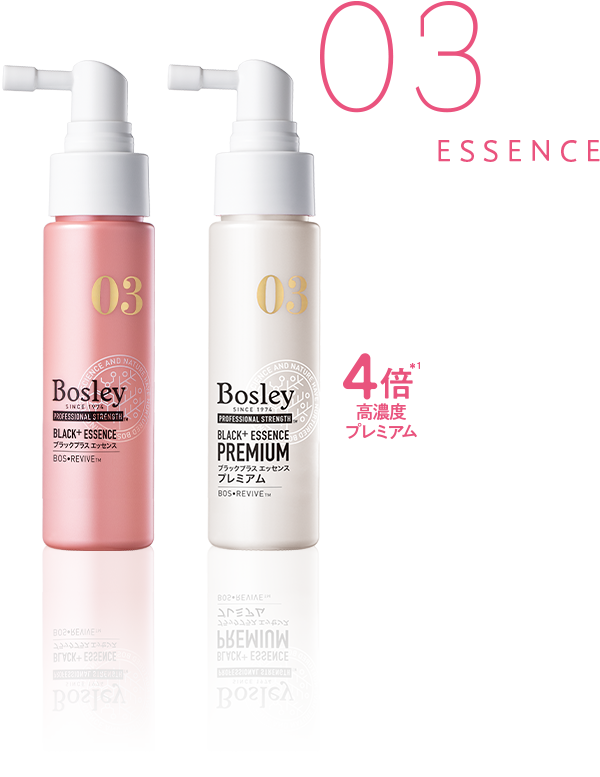 03
ESSENCE
03
Bosley
SINCE 1974
PROFESSIONAL STRENGTH
BLACK+ ESSENCE
ブラックプラス エッセンス
BOS•REVIVE™
03
Bosley
SINCE 1974
PROFESSIONAL STRENGTH
BLACK+ ESSENCE
PREMIUM
ブラックプラス エッセンス
プレミアム
BOS•REVIVE™
4倍*1
高濃度
プレミアム